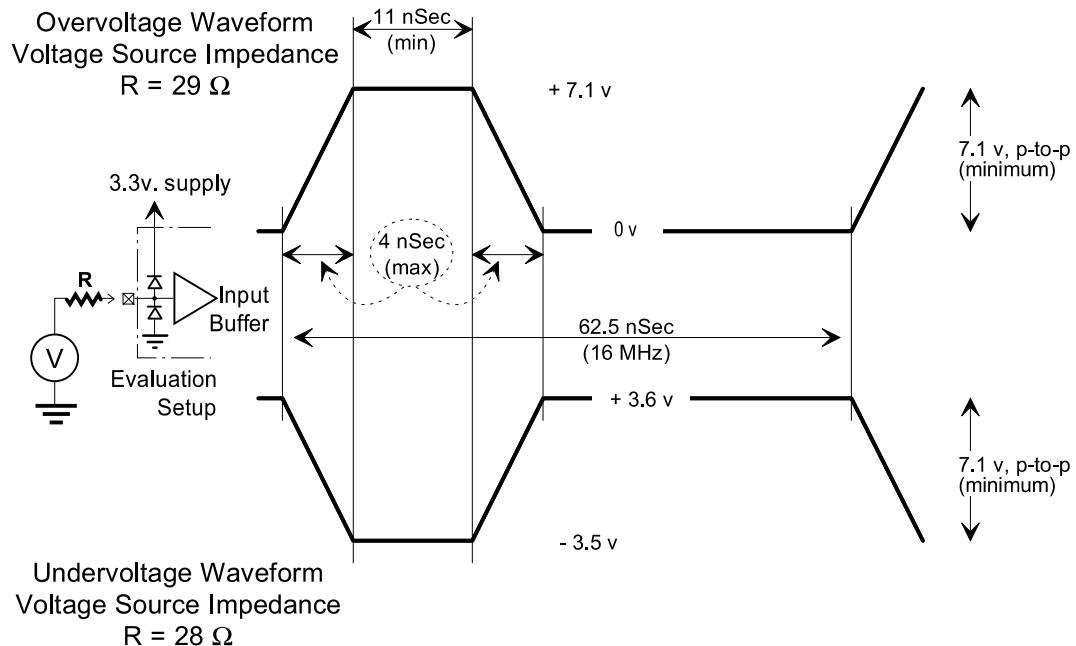 Overvoltage Waveform
Voltage Source Impedance
R = 29 Ω
11 nSec
(min)
+ 7.1 v
7.1 v, p-to-p
(minimum)
3.3v. supply
0 v
4 nSec
(max)
R
Input
Buffer
V
Evaluation
Setup
62.5 nSec
(16 MHz)
+ 3.6 v
7.1 v, p-to-p
(minimum)
- 3.5 v
Undervoltage Waveform
Voltage Source Impedance
R = 28 Ω